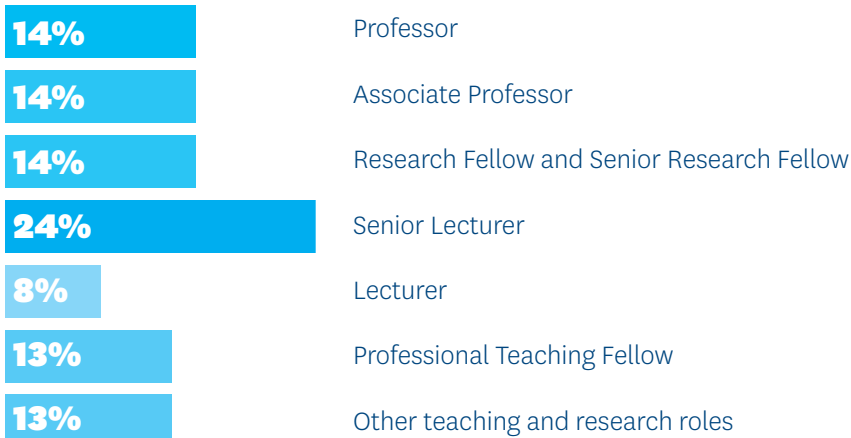 14% Professor
14% Associate Professor
14% Research Fellow and Senior Research Fellow
24% Senior Lecturer
8% Lecturer
13% Professional Teaching Fellow
13% Other teaching and research roles